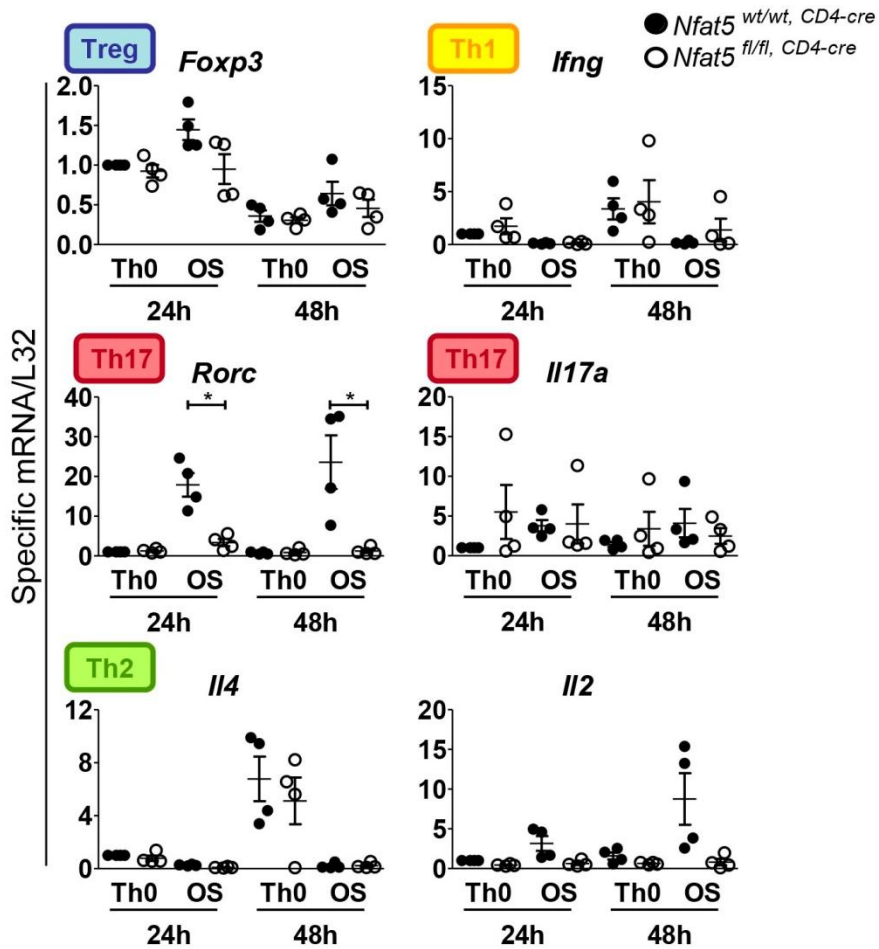 Nfat5 wt/wt, CD4-cre
Nfat5 fl/fl, CD4-cre
Specific mRNA/L32
Treg
Foxp3
2.0
1.5
1.0
0.5
0.0
Th0 OS Th0 OS
24h 48h
Th1
Ifng
15
10
5
0
Th0 OS Th0 OS
24h 48h
Th17
Rorc
* *
40
30
20
10
0
Th0 OS Th0 OS
24h 48h
Th17
Il17a
20
15
10
5
0
Th0 OS Th0 OS
24h 48h
Th2
Il4
12
8
4
0
Th0 OS Th0 OS
24h 48h
Il2
20
15
10
5
0
Th0 OS Th0 OS
24h 48h